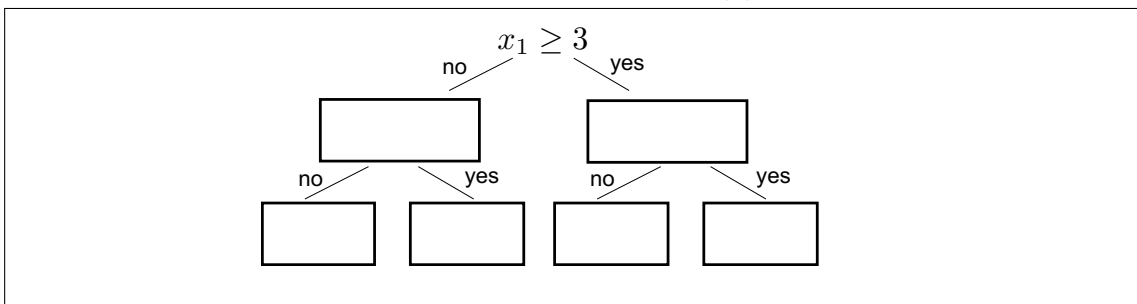 x₁ ≥ 3
no yes
no yes no yes